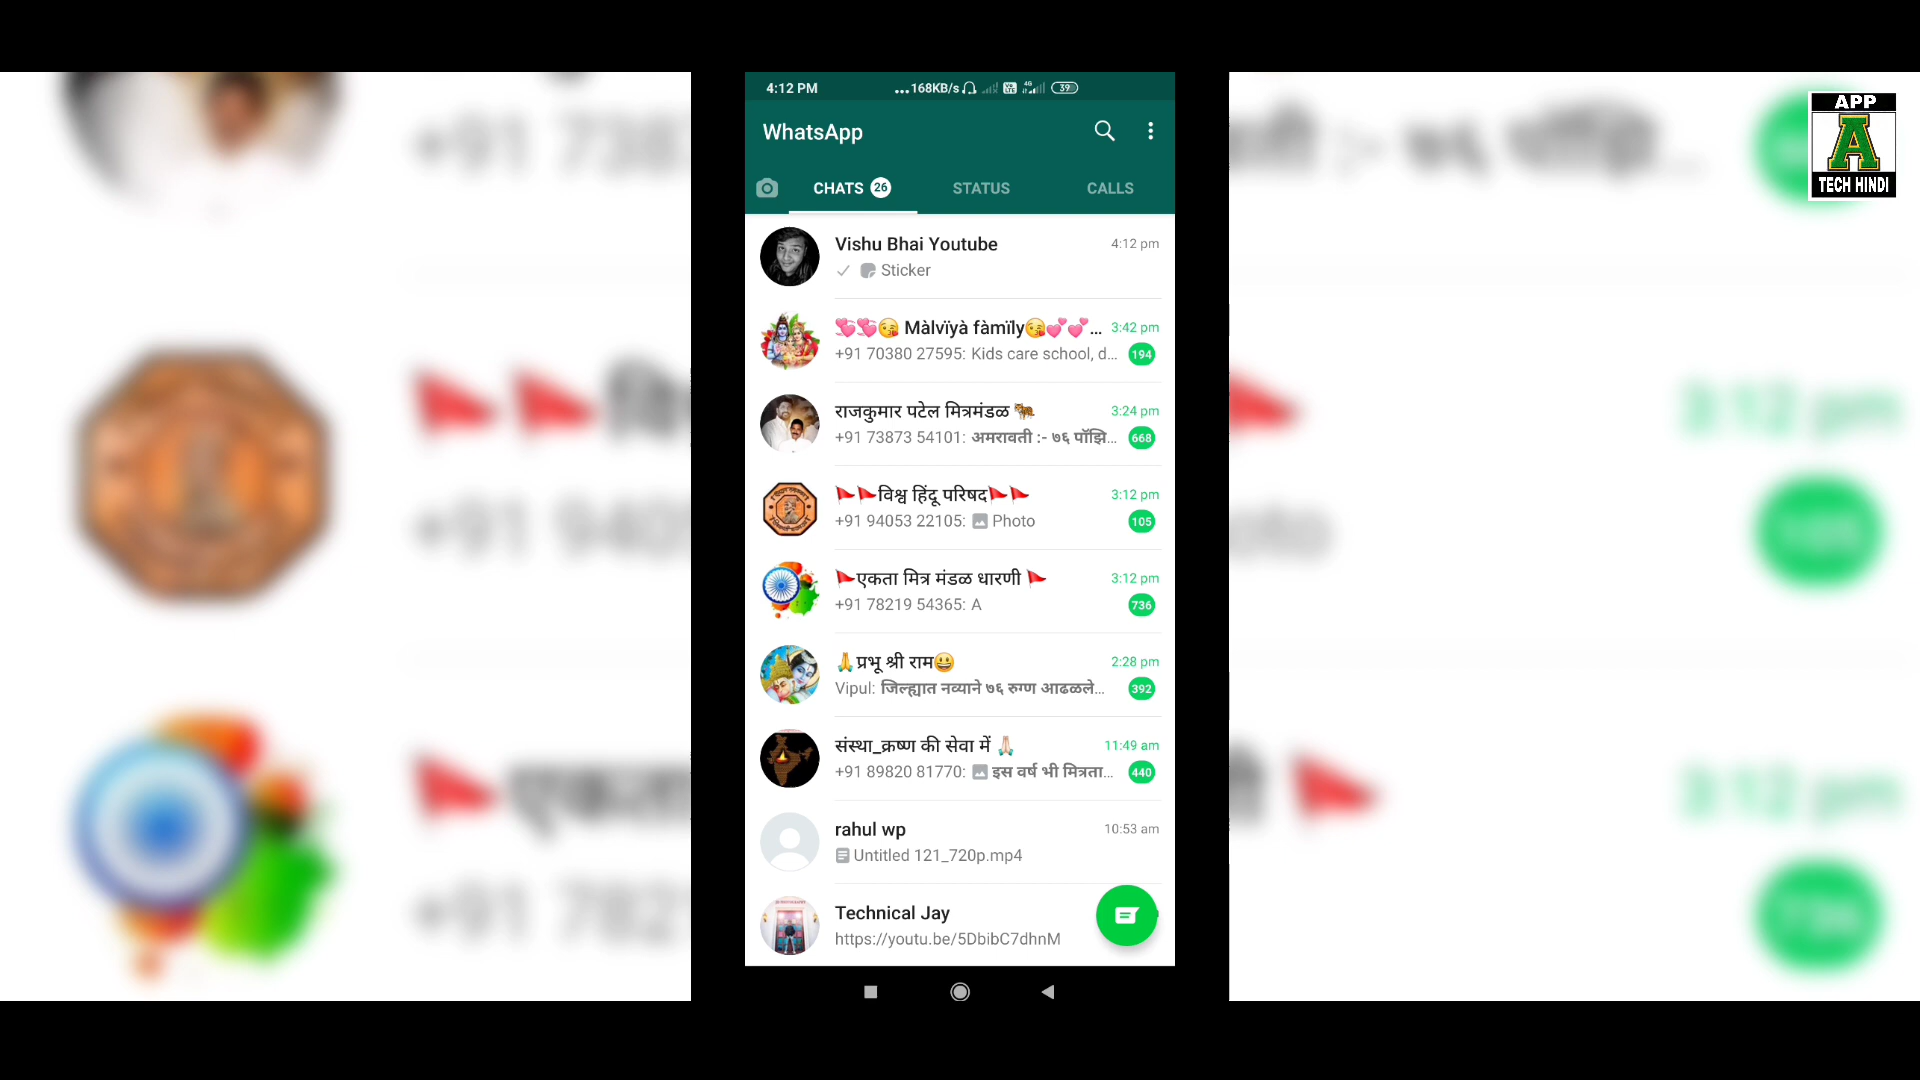 4:12 PM
...168KB/s 4G 39
WhatsApp
CHATS 26
STATUS
CALLS
Vishu Bhai Youtube 4:12 pm
Sticker
💞💞😘 Màlvïyà fàmïly😘💕💕... 3:42 pm
+91 70380 27595: Kids care school, d... 194
राजकुमार पटेल मित्रमंडळ 🐅 3:24 pm
+91 73873 54101: अमरावती :- ७६ पॉझि... 668
🚩🚩विश्व हिंदू परिषद🚩🚩 3:12 pm
+91 94053 22105: Photo 105
🚩एकता मित्र मंडळ धारणी 🚩 3:12 pm
+91 78219 54365: A 736
🙏प्रभू श्री राम😃 2:28 pm
Vipul: जिल्ह्यात नव्याने ७६ रुग्ण आढळले... 392
संस्था_क्रष्ण की सेवा में 🙏🏻 11:49 am
+91 89820 81770: इस वर्ष भी मित्रता... 440
rahul wp 10:53 am
Untitled 121_720p.mp4
Technical Jay
https://youtu.be/5DbibC7dhnM
APP
A
TECH HINDI